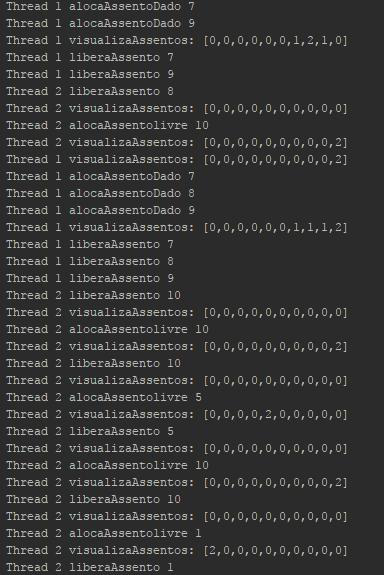 Thread 1 alocaAssentoDado 7
Thread 1 alocaAssentoDado 9
Thread 1 visualizaAssentos: [0,0,0,0,0,0,1,2,1,0]
Thread 1 liberaAssento 7
Thread 1 liberaAssento 9
Thread 2 liberaAssento 8
Thread 2 visualizaAssentos: [0,0,0,0,0,0,0,0,0,0]
Thread 2 alocaAssentolivre 10
Thread 2 visualizaAssentos: [0,0,0,0,0,0,0,0,0,2]
Thread 1 visualizaAssentos: [0,0,0,0,0,0,0,0,0,2]
Thread 1 alocaAssentoDado 7
Thread 1 alocaAssentoDado 8
Thread 1 alocaAssentoDado 9
Thread 1 visualizaAssentos: [0,0,0,0,0,0,1,1,1,2]
Thread 1 liberaAssento 7
Thread 1 liberaAssento 8
Thread 1 liberaAssento 9
Thread 2 liberaAssento 10
Thread 2 visualizaAssentos: [0,0,0,0,0,0,0,0,0,0]
Thread 2 alocaAssentolivre 10
Thread 2 visualizaAssentos: [0,0,0,0,0,0,0,0,0,2]
Thread 2 liberaAssento 10
Thread 2 visualizaAssentos: [0,0,0,0,0,0,0,0,0,0]
Thread 2 alocaAssentolivre 5
Thread 2 visualizaAssentos: [0,0,0,0,2,0,0,0,0,0]
Thread 2 liberaAssento 5
Thread 2 visualizaAssentos: [0,0,0,0,0,0,0,0,0,0]
Thread 2 alocaAssentolivre 10
Thread 2 visualizaAssentos: [0,0,0,0,0,0,0,0,0,2]
Thread 2 liberaAssento 10
Thread 2 visualizaAssentos: [0,0,0,0,0,0,0,0,0,0]
Thread 2 alocaAssentolivre 1
Thread 2 visualizaAssentos: [2,0,0,0,0,0,0,0,0,0]
Thread 2 liberaAssento 1